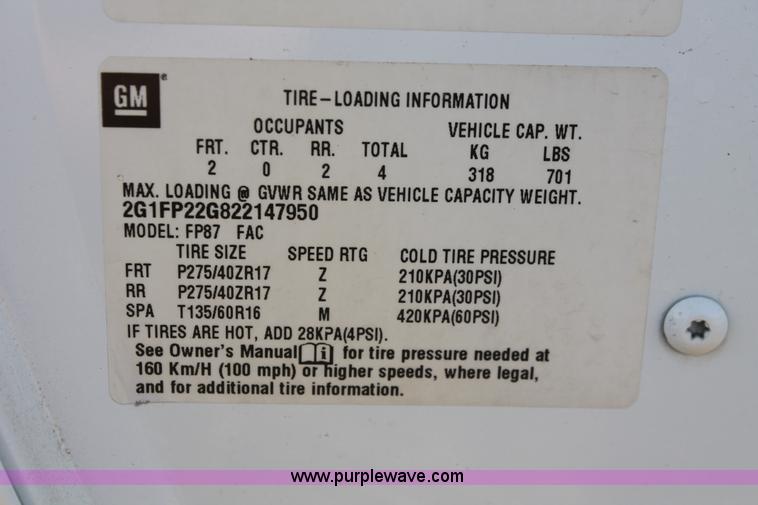 GM
®
TIRE-LOADING INFORMATION
OCCUPANTS VEHICLE CAP. WT.
FRT. CTR. RR. TOTAL KG LBS
2 0 2 4 318 701
MAX. LOADING @ GVWR SAME AS VEHICLE CAPACITY WEIGHT.
2G1FP22G822147950
MODEL: FP87 FAC
TIRE SIZE SPEED RTG COLD TIRE PRESSURE
FRT P275/40ZR17 Z 210KPA(30PSI)
RR P275/40ZR17 Z 210KPA(30PSI)
SPA T135/60R16 M 420KPA(60PSI)
IF TIRES ARE HOT, ADD 28KPA(4PSI).
See Owner's Manual i for tire pressure needed at
160 Km/H (100 mph) or higher speeds, where legal,
and for additional tire information.
www.purplewave.com